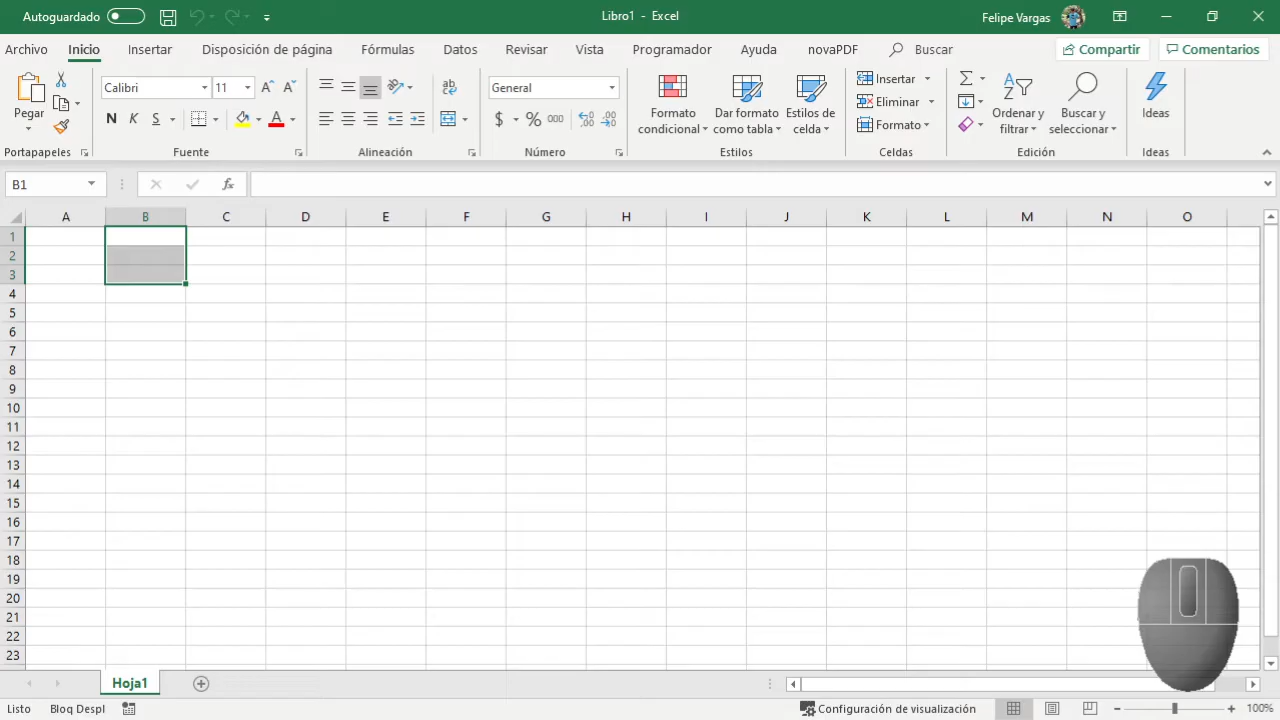 Autoguardado
Libro1 - Excel
Felipe Vargas
Archivo Inicio Insertar Disposición de página Fórmulas Datos Revisar Vista Programador Ayuda novaPDF Buscar Compartir Comentarios
Pegar
Calibri 11
N K S
A A
ab
General
$ % 000
Formato condicional
Dar formato como tabla
Estilos de celda
Insertar
Eliminar
Formato
Ordenar y filtrar
Buscar y seleccionar
Ideas
Portapapeles Fuente Alineación Número Estilos Celdas Edición Ideas
B1 fx
A B C D E F G H I J K L M N O
1
2
3
4
5
6
7
8
9
10
11
12
13
14
15
16
17
18
19
20
21
22
23
Hoja1
Listo Bloq Despl Configuración de visualización 100%